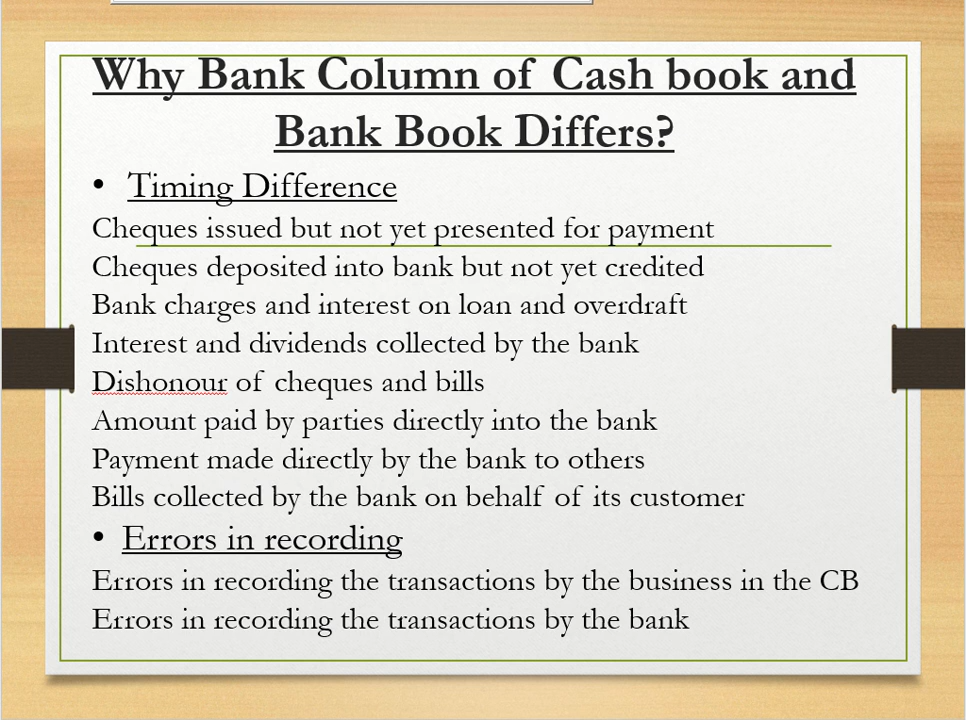 Why Bank Column of Cash book and
Bank Book Differs?
• Timing Difference
Cheques issued but not yet presented for payment
Cheques deposited into bank but not yet credited
Bank charges and interest on loan and overdraft
Interest and dividends collected by the bank
Dishonour of cheques and bills
Amount paid by parties directly into the bank
Payment made directly by the bank to others
Bills collected by the bank on behalf of its customer
• Errors in recording
Errors in recording the transactions by the business in the CB
Errors in recording the transactions by the bank